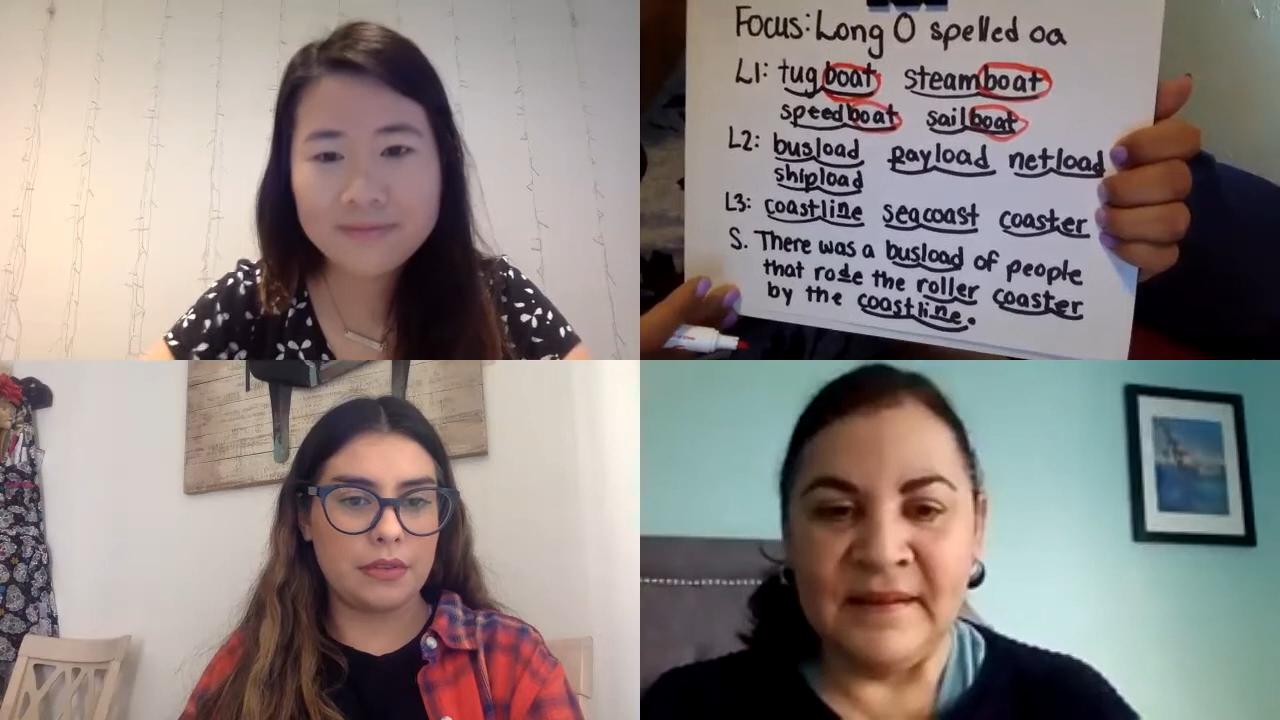 Focus: Long O spelled oa
L1: tugboat steamboat
speedboat sailboat
L2: busload payload netload
shipload
L3: coastline seacoast coaster
S. There was a busload of people
that rode the roller coaster
by the coastline.